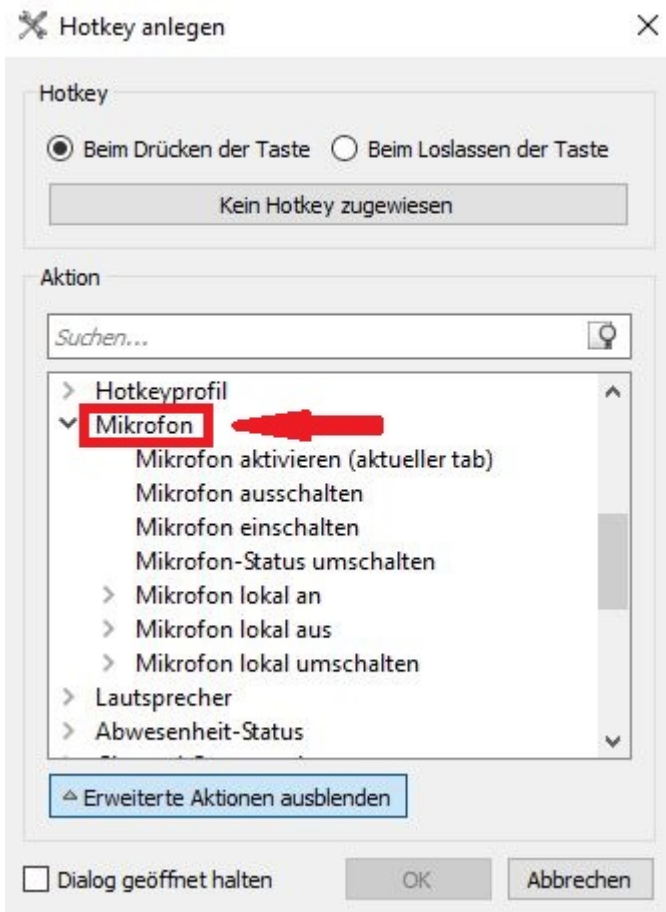 Hotkey anlegen
Hotkey
Beim Drücken der Taste Beim Loslassen der Taste
Kein Hotkey zugewiesen
Aktion
Suchen...
Hotkeyprofil
Mikrofon
Mikrofon aktivieren (aktueller tab)
Mikrofon ausschalten
Mikrofon einschalten
Mikrofon-Status umschalten
Mikrofon lokal an
Mikrofon lokal aus
Mikrofon lokal umschalten
Lautsprecher
Abwesenheit-Status
Erweiterte Aktionen ausblenden
Dialog geöffnet halten OK Abbrechen